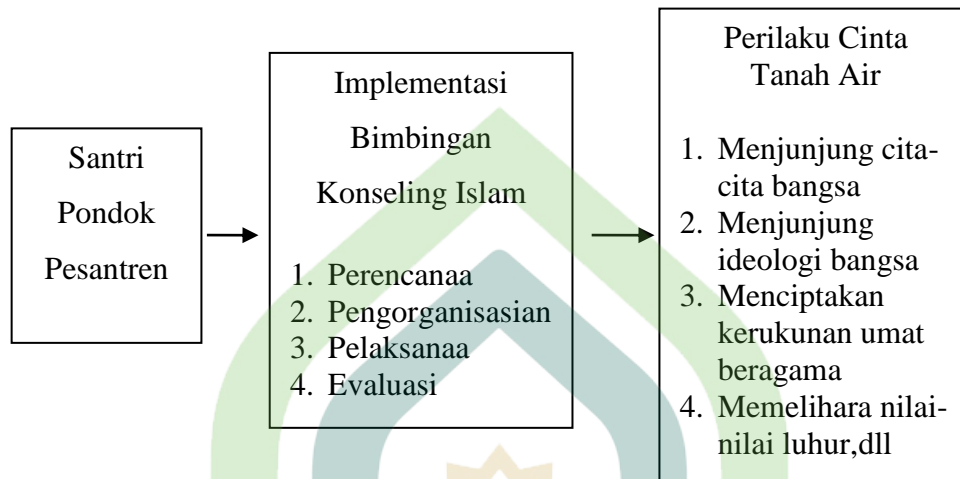 Santri
Pondok
Pesantren
Implementasi
Bimbingan
Konseling Islam
1. Perencanaa
2. Pengorganisasian
3. Pelaksanaa
4. Evaluasi
Perilaku Cinta
Tanah Air
1. Menjunjung cita-
cita bangsa
2. Menjunjung
ideologi bangsa
3. Menciptakan
kerukunan umat
beragama
4. Memelihara nilai-
nilai luhur,dll